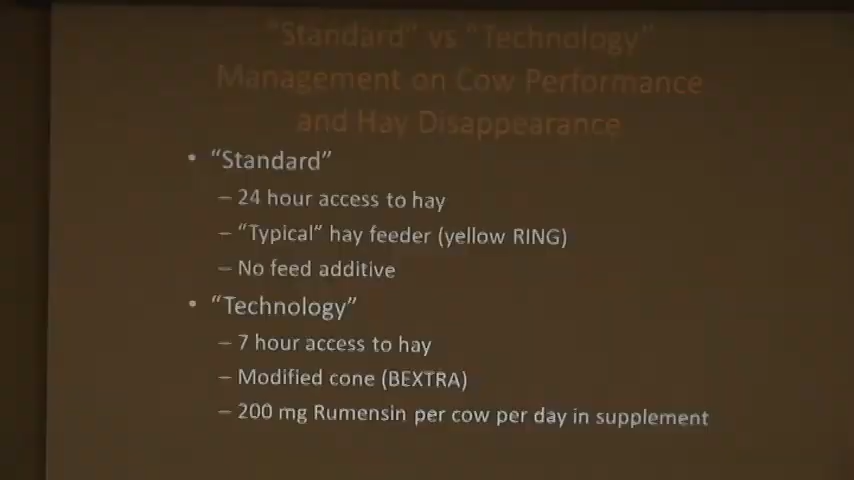 "Standard" vs "Technology"
Management on Cow Performance
and Hay Disappearance
• "Standard"
– 24 hour access to hay
– "Typical" hay feeder (yellow RING)
– No feed additive
• "Technology"
– 7 hour access to hay
– Modified cone (BEXTRA)
– 200 mg Rumensin per cow per day in supplement